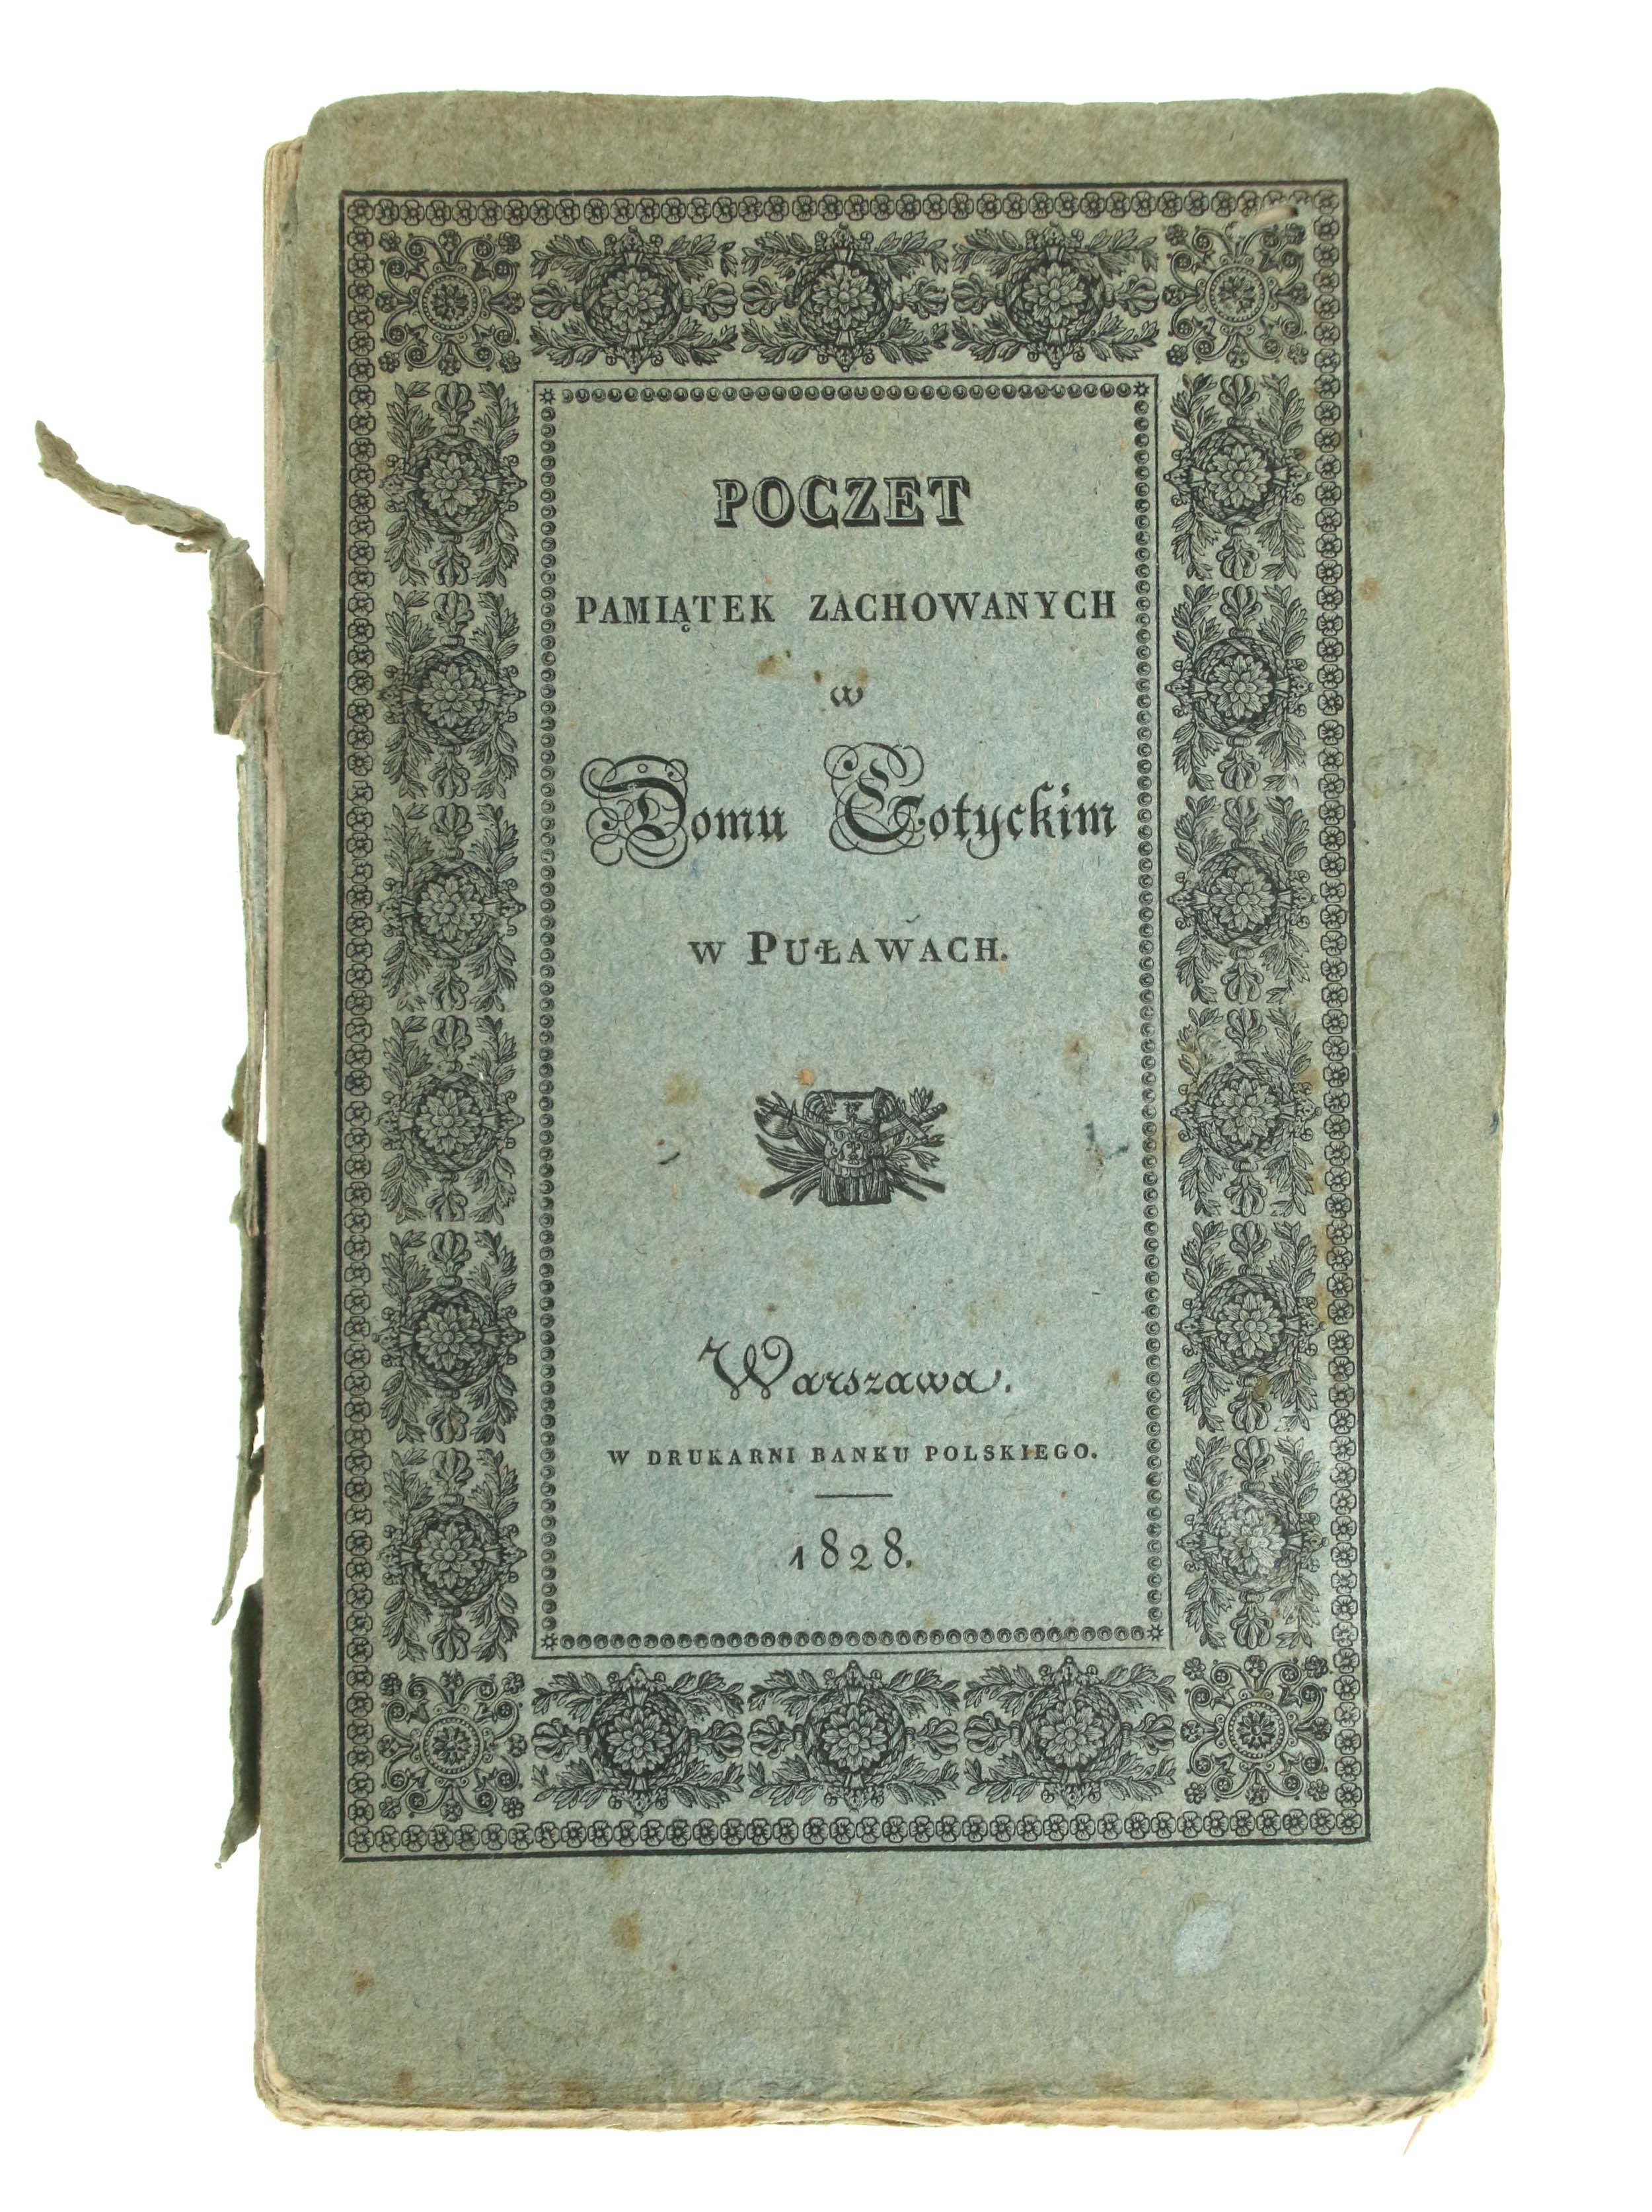 POCZET
PAMIĄTEK ZACHOWANYCH
w
Domu Gotyckim
W PUŁAWACH.
Warszawa.
W DRUKARNI BANKU POLSKIEGO.
1828.